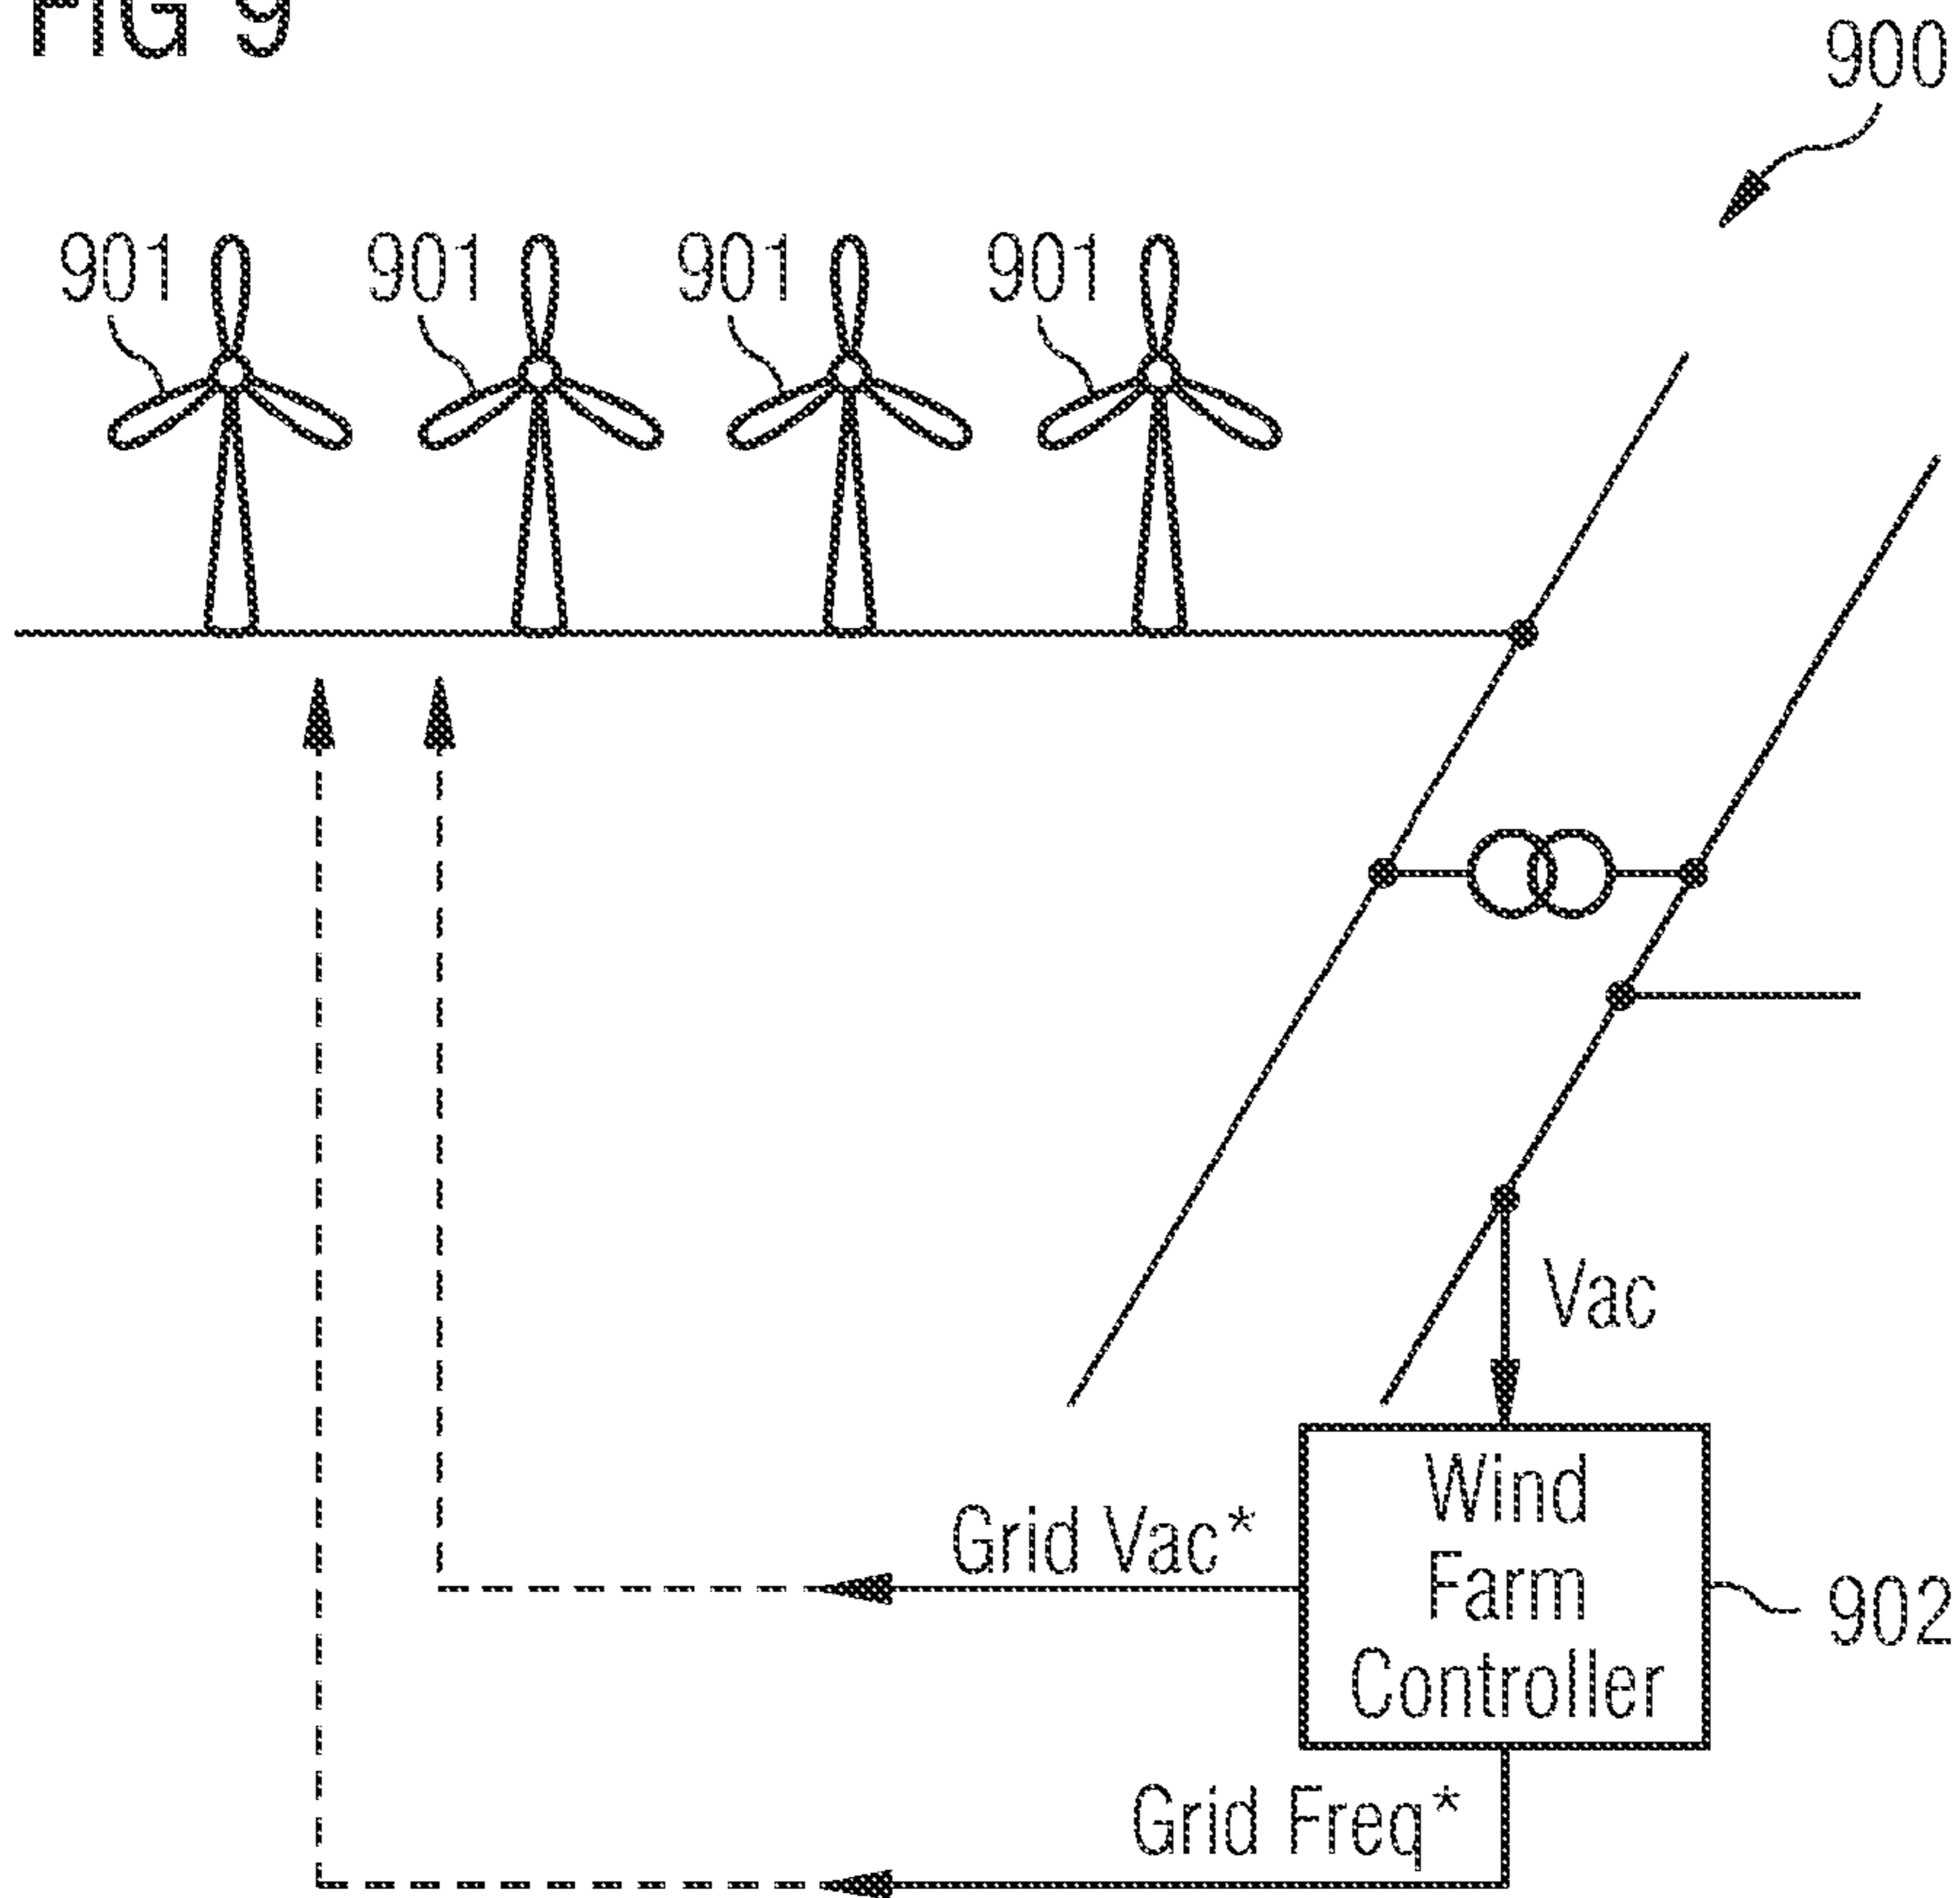 FIG 9
900
901
901
901
901
Vac
Wind
Farm
Controller
Grid Vac*
902
Grid Freq*